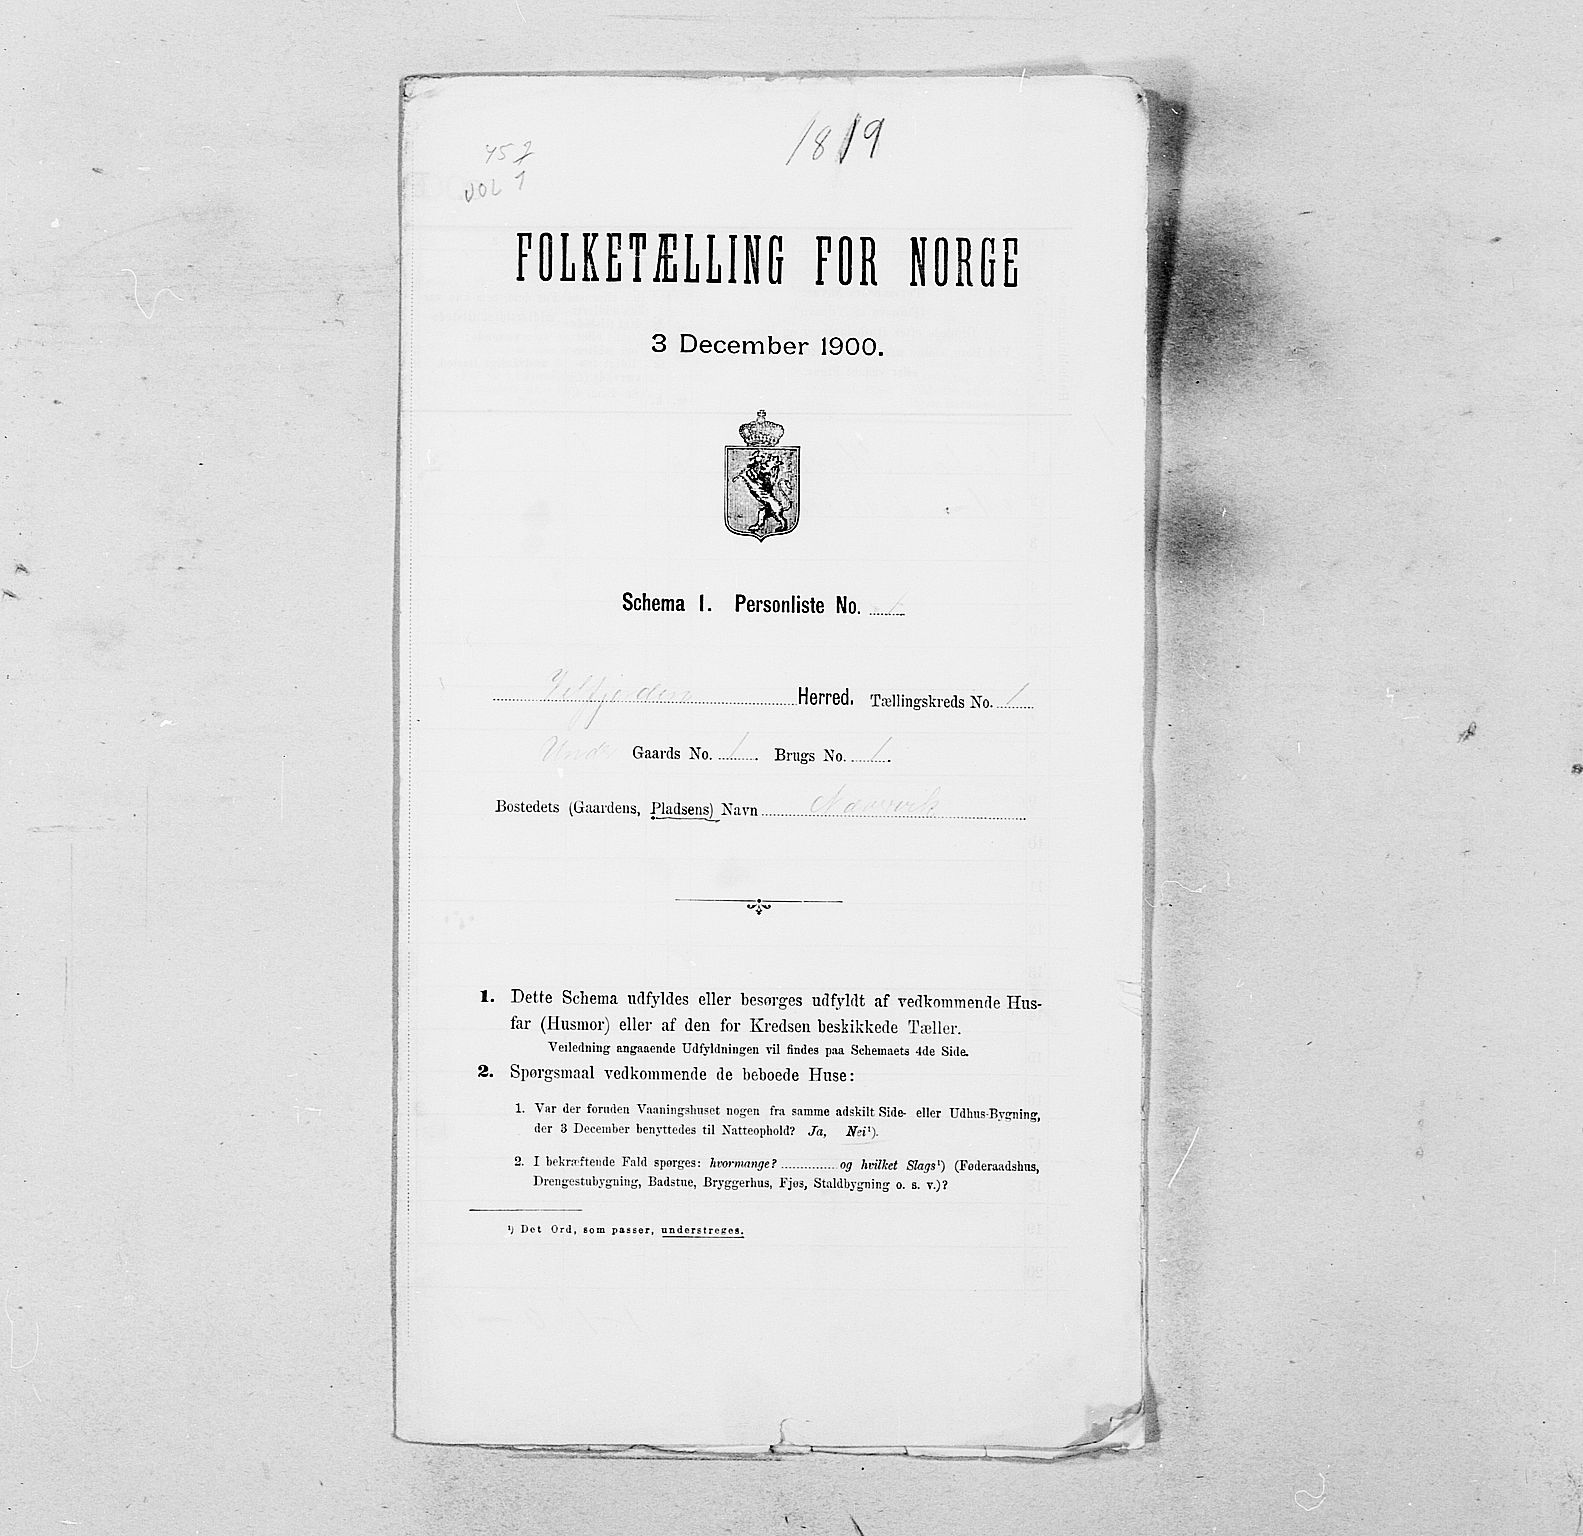 1819
457
VOL 1
FOLKETÆLLING FOR NORGE
3 December 1900.
Schema 1. Personliste No. 1
Velfjorden Herred. Tællingskreds No. 1
Under Gaards No. 1. Brugs No. 1.
Bostedets (Gaardens, Pladsens) Navn
1. Dette Schema udfyldes eller besørges udfyldt af vedkommende Hus-
far (Husmor) eller af den for Kredsen beskikkede Tæller.
Veiledning angaaende Udfyldningen vil findes paa Schemaets 4de Side.
2. Spørgsmaal vedkommende de beboede Huse:
1. Var der foruden Vaaningshuset nogen fra samme adskilt Side- eller Udhus-Bygning,
der 3 December benyttedes til Natteophold? Ja, Nei¹).
2. I bekræftende Fald spørges: hvormange? og hvilket Slags¹) (Føderaadshus,
Drengestubygning, Badstue, Bryggerhus, Fjøs, Staldbygning o. s. v.)?
¹) Det Ord, som passer, understreges.